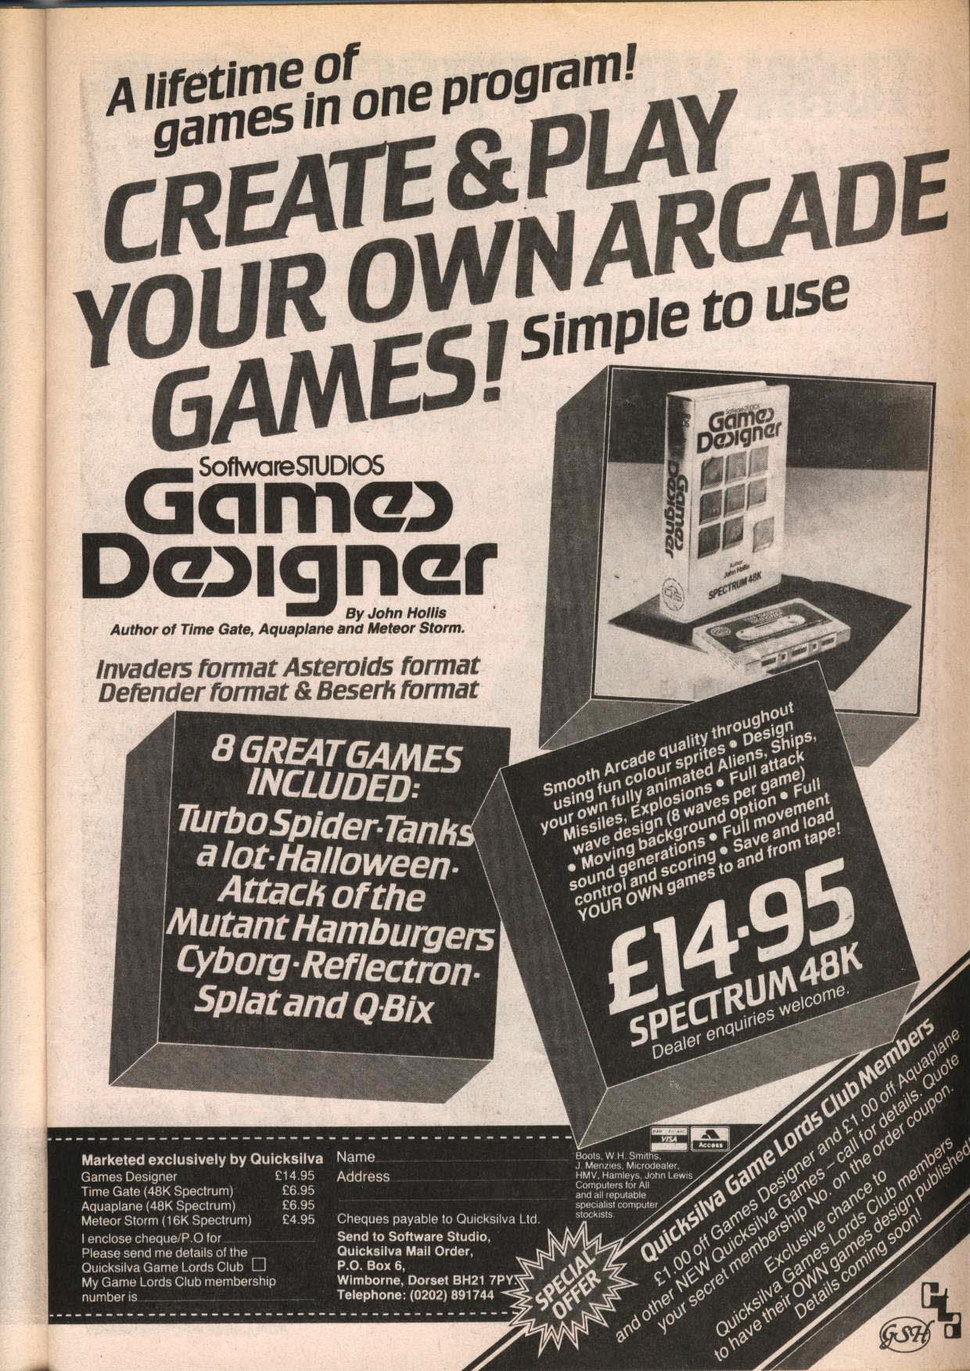 A lifetime of
games in one program!
CREATE & PLAY
YOUR OWN ARCADE
GAMES! Simple to use
Software STUDIOS
Games
Designer
By John Hollis
Author of Time Gate, Aquaplane and Meteor Storm.
Invaders format Asteroids format
Defender format & Beserk format
Games
Designer
Games
Designer
Author
John Hollis
SPECTRUM 48K
8 GREAT GAMES
INCLUDED:
Turbo Spider·Tanks
a lot·Halloween·
Attack of the
Mutant Hamburgers
Cyborg·Reflectron·
Splat and Q·Bix
Smooth Arcade quality throughout
using fun colour sprites • Design
your own fully animated Aliens, Ships,
Missiles, Explosions • Full attack
wave design (8 waves per game)
• Moving background option • Full
sound generations • Full movement
control and scoring • Save and load
YOUR OWN games to and from tape!
£14·95
SPECTRUM 48K
Dealer enquiries welcome.
Marketed exclusively by Quicksilva
Games Designer £14.95
Time Gate (48K Spectrum) £6.95
Aquaplane (48K Spectrum) £6.95
Meteor Storm (16K Spectrum) £4.95
I enclose cheque/P.O for
Please send me details of the
Quicksilva Game Lords Club
My Game Lords Club membership
number is
Name
Address
Cheques payable to Quicksilva Ltd.
Send to Software Studio,
Quicksilva Mail Order,
P.O. Box 6,
Wimborne, Dorset BH21 7PY.
Telephone: (0202) 891744
VISA
Access
Boots, W.H. Smiths,
J. Menzies, Microdealer,
HMV, Hamleys, John Lewis
Computers for All
and all reputable
specialist computer
stockists.
SPECIAL
OFFER
Quicksilva Game Lords Club Members
£1.00 off Games Designer and £1.00 off Aquaplane
and other NEW Quicksilva Games – call for details. Quote
your secret membership No. on the order coupon.
Exclusive chance to
Quicksilva Games Lords Club members
to have their OWN games design published
Details coming soon!
GSH